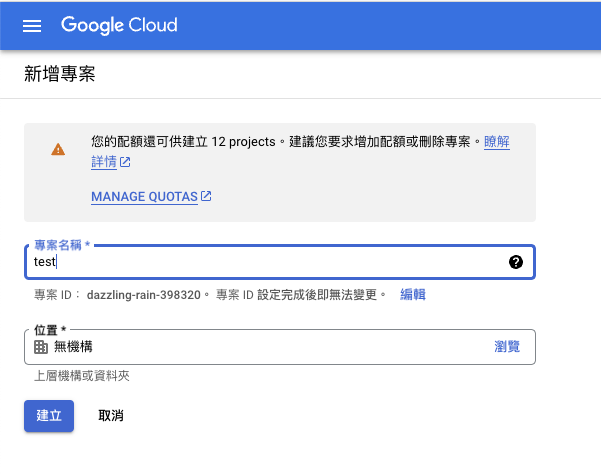 Google Cloud
新增專案
您的配額還可供建立 12 projects。建議您要求增加配額或刪除專案。瞭解
詳情
MANAGE QUOTAS
專案名稱 *
test
專案 ID： dazzling-rain-398320。 專案 ID 設定完成後即無法變更。 編輯
位置 *
無機構 瀏覽
上層機構或資料夾
建立 取消